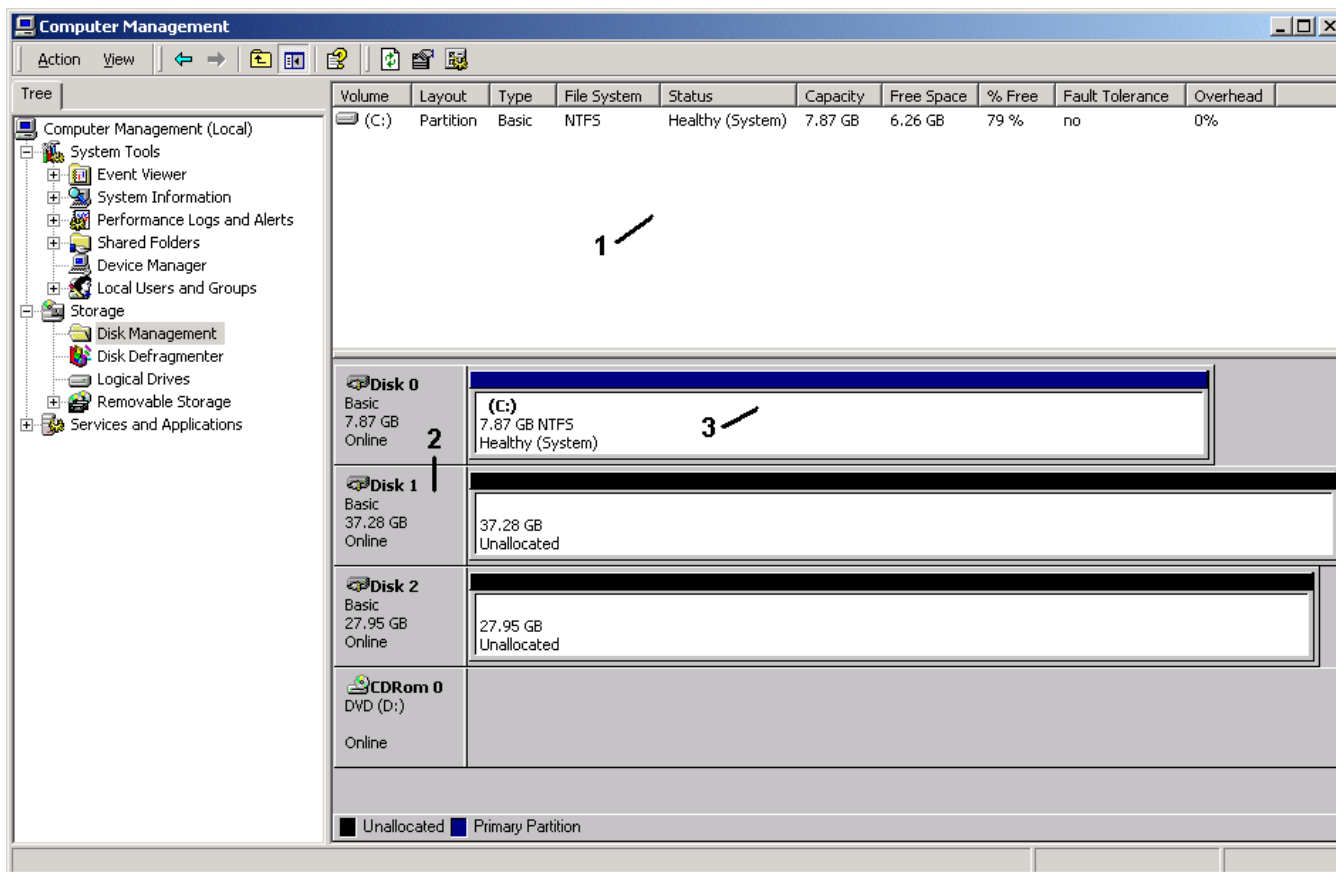 Computer Management
Action View
Tree
Computer Management (Local)
System Tools
Event Viewer
System Information
Performance Logs and Alerts
Shared Folders
Device Manager
Local Users and Groups
Storage
Disk Management
Disk Defragmenter
Logical Drives
Removable Storage
Services and Applications
Volume Layout Type File System Status Capacity Free Space % Free Fault Tolerance Overhead
(C:) Partition Basic NTFS Healthy (System) 7.87 GB 6.26 GB 79 % no 0%
1
Disk 0
Basic
7.87 GB
Online
2
(C:)
7.87 GB NTFS
Healthy (System)
3
Disk 1
Basic
37.28 GB
Online
37.28 GB
Unallocated
Disk 2
Basic
27.95 GB
Online
27.95 GB
Unallocated
CDRom 0
DVD (D:)
Online
Unallocated Primary Partition